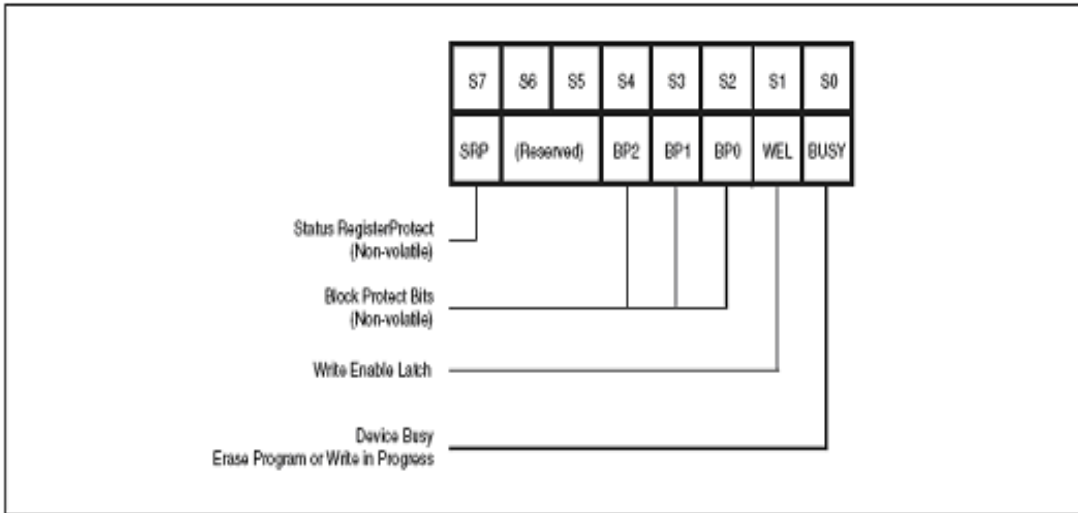 S7 S6 S5 S4 S3 S2 S1 S0
SRP (Reserved) BP2 BP1 BP0 WEL BUSY
Status RegisterProtect
(Non-volatile)
Block Protect Bits
(Non-volatile)
Write Enable Latch
Device Busy
Erase Program or Write in Progress